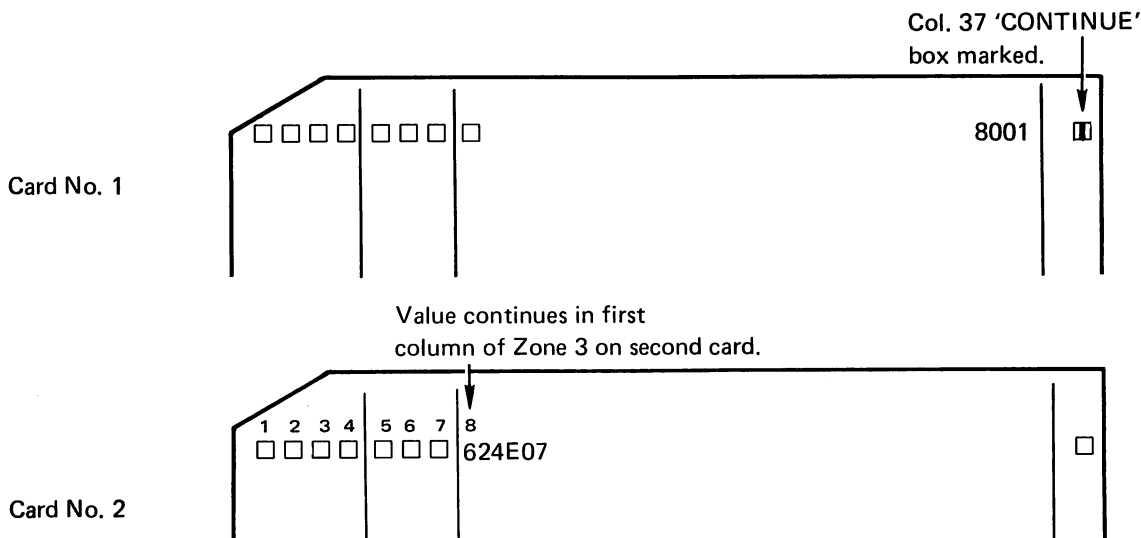 Col. 37 'CONTINUE'
box marked.
8001
Card No. 1
Value continues in first
column of Zone 3 on second card.
1 2 3 4 5 6 7 8
624E07
Card No. 2